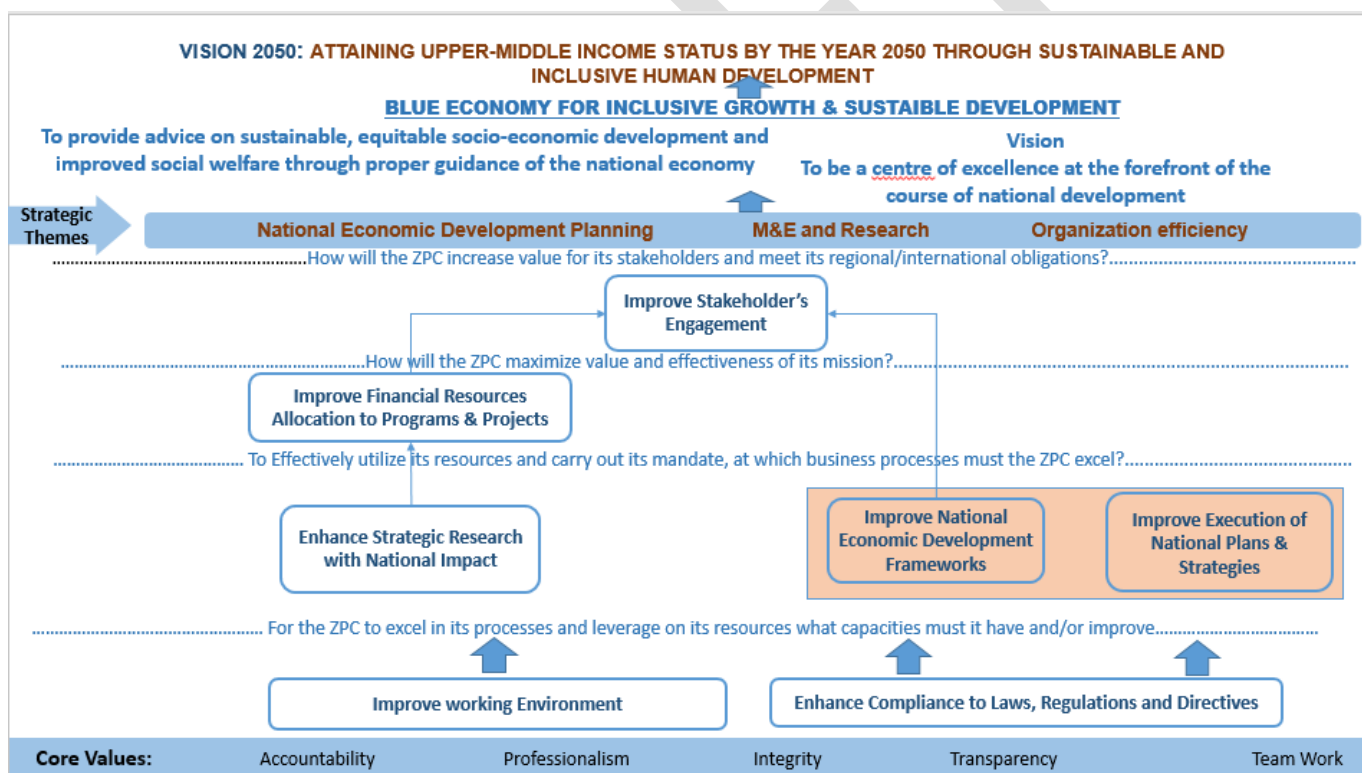 VISION 2050: ATTAINING UPPER-MIDDLE INCOME STATUS BY THE YEAR 2050 THROUGH SUSTAINABLE AND
INCLUSIVE HUMAN DEVELOPMENT
BLUE ECONOMY FOR INCLUSIVE GROWTH & SUSTAIBLE DEVELOPMENT
To provide advice on sustainable, equitable socio-economic development and
improved social welfare through proper guidance of the national economy
Vision
To be a centre of excellence at the forefront of the
course of national development
Strategic
Themes
National Economic Development Planning
M&E and Research
Organization efficiency
How will the ZPC increase value for its stakeholders and meet its regional/international obligations?
Improve Stakeholder's
Engagement
How will the ZPC maximize value and effectiveness of its mission?
Improve Financial Resources
Allocation to Programs & Projects
To Effectively utilize its resources and carry out its mandate, at which business processes must the ZPC excel?
Enhance Strategic Research
with National Impact
Improve National
Economic Development
Frameworks
Improve Execution of
National Plans &
Strategies
For the ZPC to excel in its processes and leverage on its resources what capacities must it have and/or improve
Improve working Environment
Enhance Compliance to Laws, Regulations and Directives
Core Values:
Accountability
Professionalism
Integrity
Transparency
Team Work